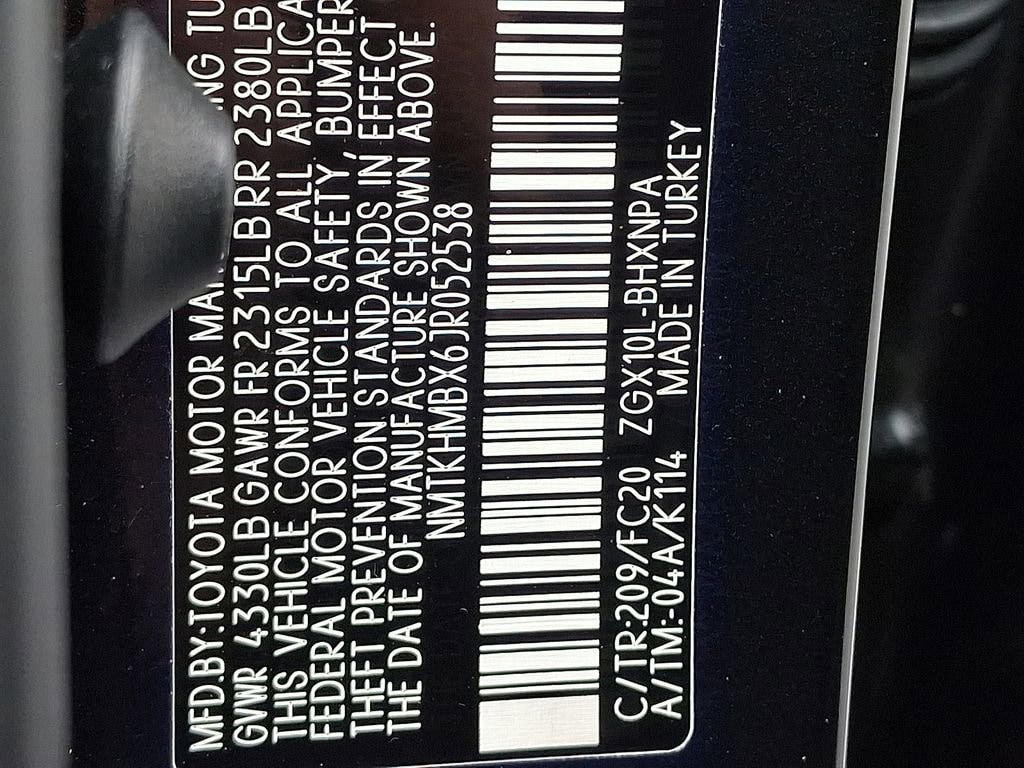 MFD.BY:TOYOTA MOTOR TU
GVWR 4330LB GAWR FR 2315LB RR 2380LB
THIS VEHICLE CONFORMS TO ALL APPLICA
FEDERAL MOTOR VEHICLE SAFETY, BUMPER
THEFT PREVENTION STANDARDS IN EFFECT
THE DATE OF MANUFACTURE SHOWN ABOVE.
NMTKHMBX6JR052538
C/TR:209/FC20 ZGX10L-BHXNPA
A/TM:-04A/K114 MADE IN TURKEY